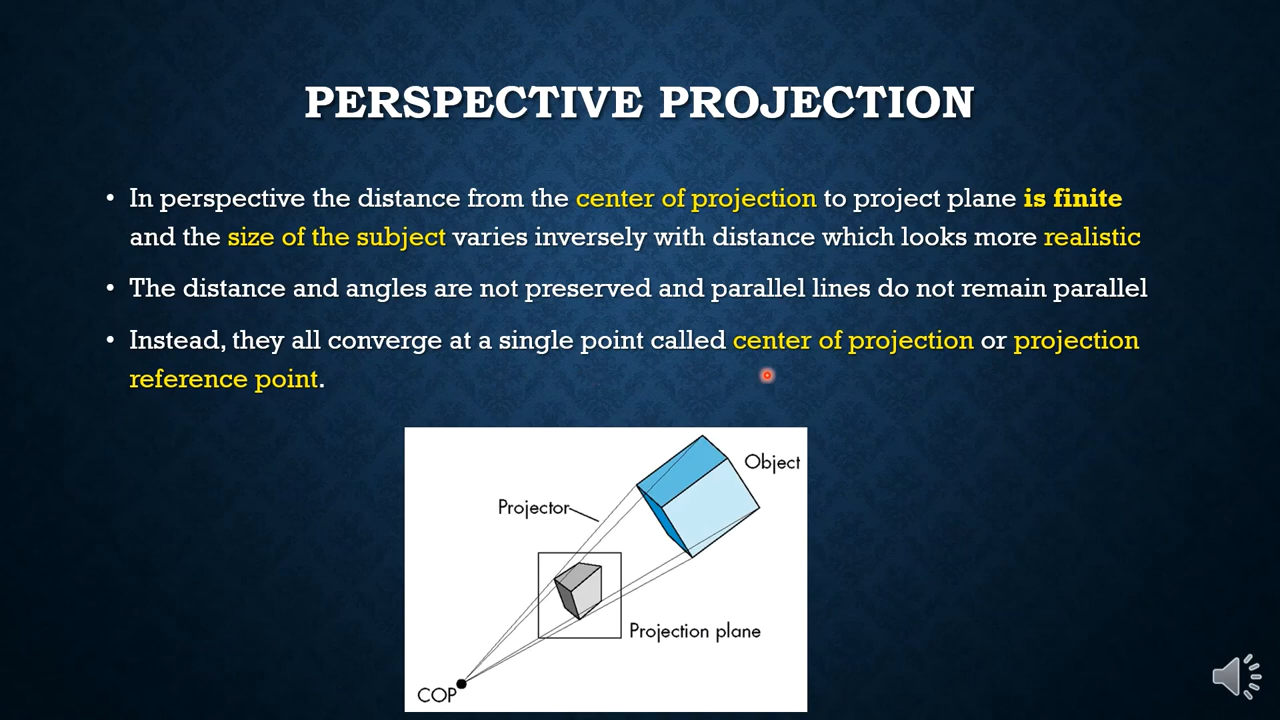 PERSPECTIVE PROJECTION
• In perspective the distance from the center of projection to project plane is finite
and the size of the subject varies inversely with distance which looks more realistic
• The distance and angles are not preserved and parallel lines do not remain parallel
• Instead, they all converge at a single point called center of projection or projection
reference point.
Object
Projector
Projection plane
COP